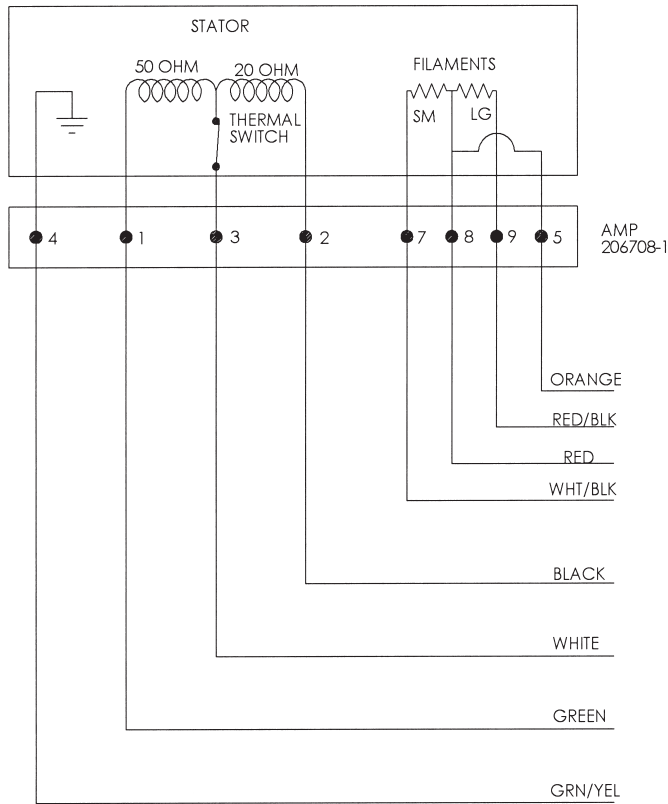 STATOR
50 OHM
20 OHM
FILAMENTS
THERMAL
SWITCH
SM
LG
4
1
3
2
7
8
9
5
AMP
206708-1
ORANGE
RED/BLK
RED
WHT/BLK
BLACK
WHITE
GREEN
GRN/YEL